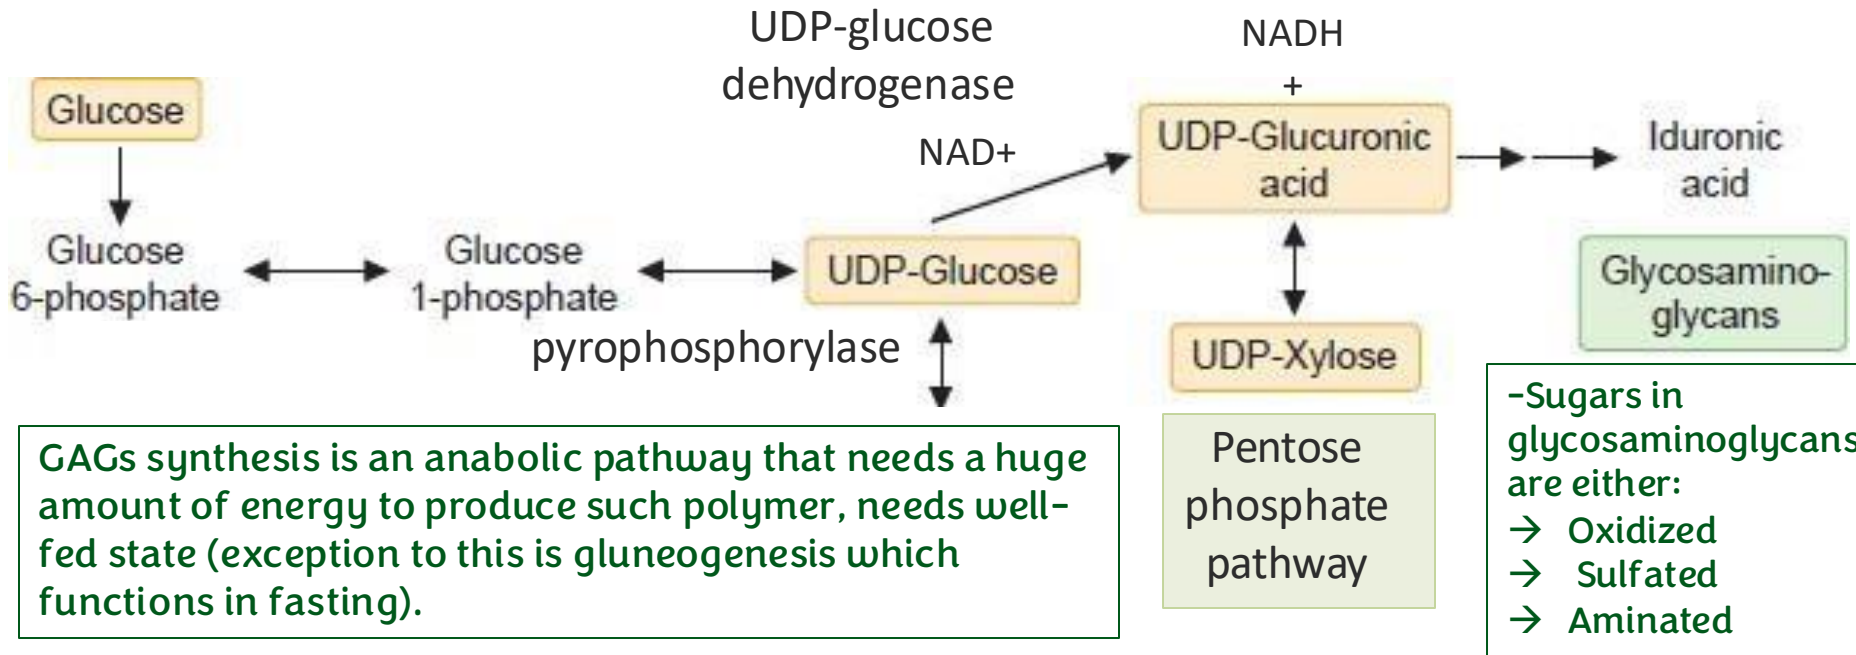 UDP-glucose
dehydrogenase
NADH
+
Glucose
NAD+
UDP-Glucuronic
acid
Iduronic
acid
Glucose
6-phosphate
Glucose
1-phosphate
UDP-Glucose
Glycosamino-
glycans
pyrophosphorylase
UDP-Xylose
GAGs synthesis is an anabolic pathway that needs a huge
amount of energy to produce such polymer, needs well-
fed state (exception to this is gluneogenesis which
functions in fasting).
Pentose
phosphate
pathway
-Sugars in
glycosaminoglycans
are either:
→ Oxidized
→ Sulfated
→ Aminated